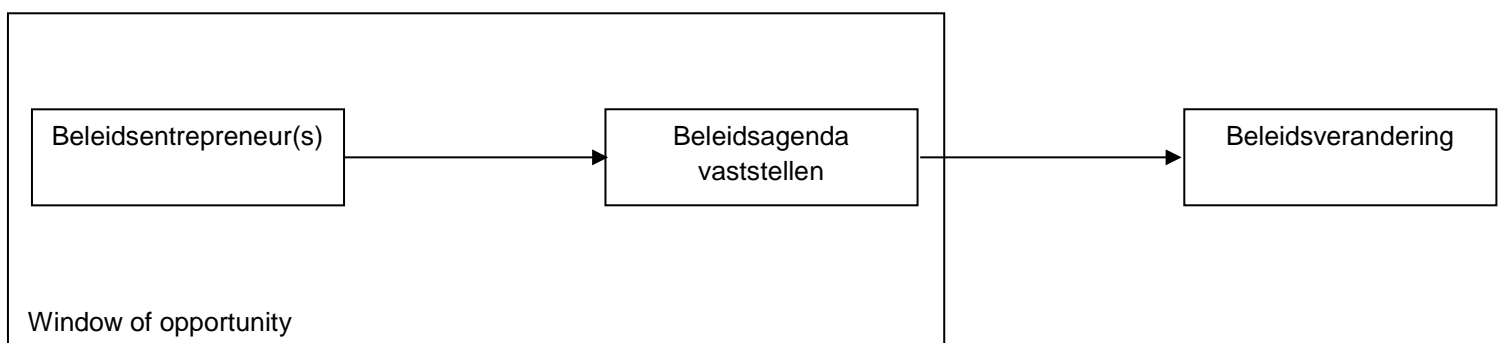 Beleidsentrepreneur(s)
Beleidsagenda
vaststellen
Beleidsverandering
Window of opportunity